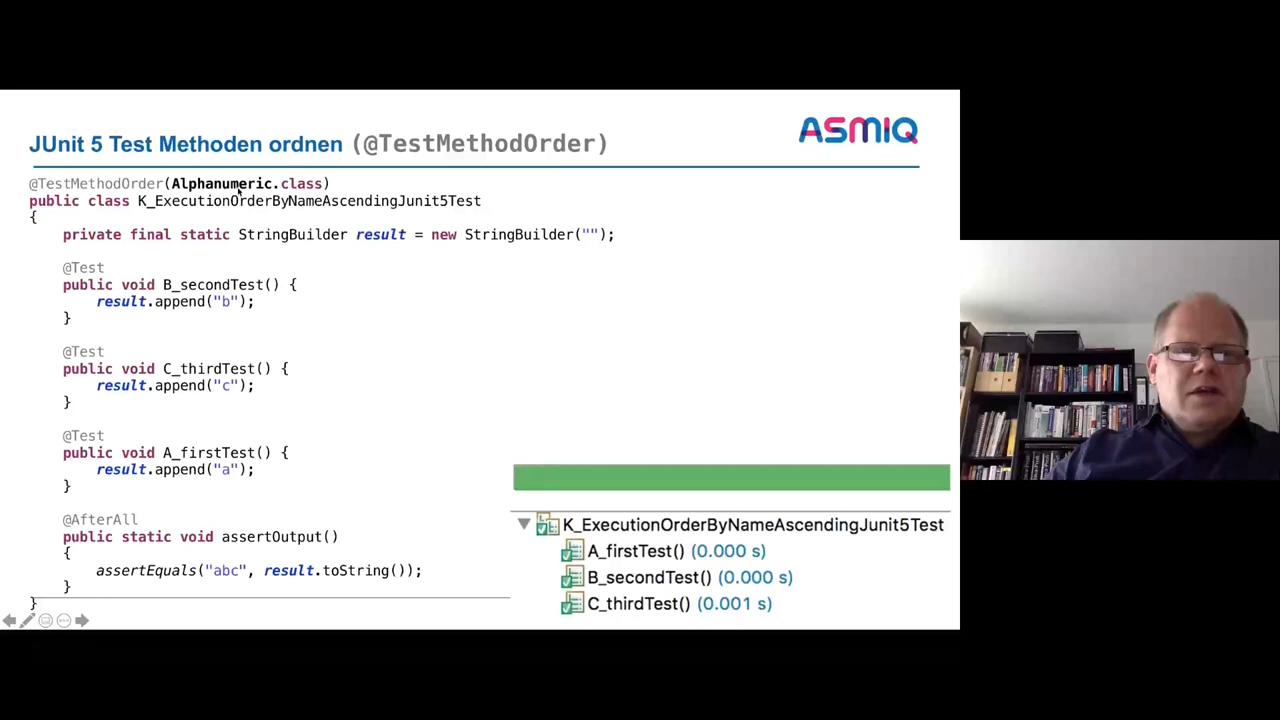 JUnit 5 Test Methoden ordnen (@TestMethodOrder)
ASMIQ
@TestMethodOrder(Alphanumeric.class)
public class K_ExecutionOrderByNameAscendingJunit5Test
{
private final static StringBuilder result = new StringBuilder("");
@Test
public void B_secondTest() {
result.append("b");
}
@Test
public void C_thirdTest() {
result.append("c");
}
@Test
public void A_firstTest() {
result.append("a");
}
@AfterAll
public static void assertOutput()
{
assertEquals("abc", result.toString());
}
}
K_ExecutionOrderByNameAscendingJunit5Test
A_firstTest() (0.000 s)
B_secondTest() (0.000 s)
C_thirdTest() (0.001 s)